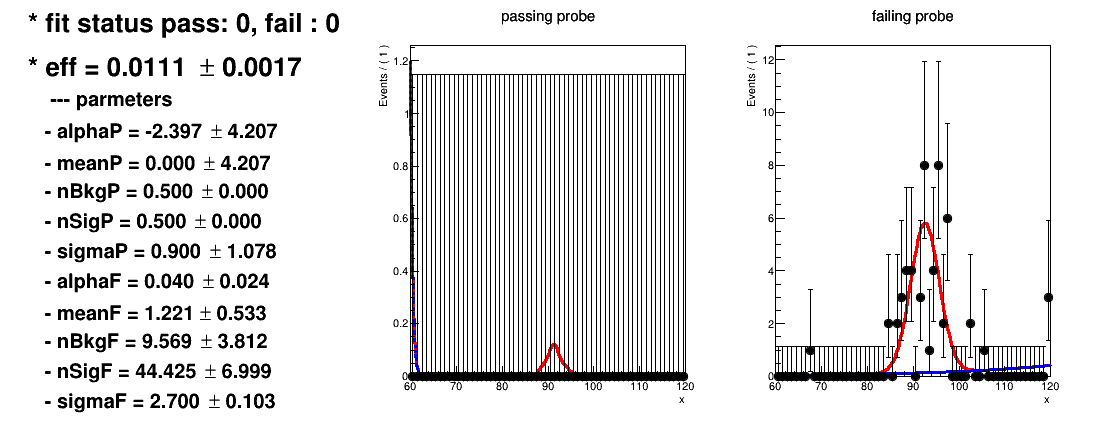 * fit status pass: 0, fail : 0
* eff = 0.0111 ± 0.0017
--- parmeters
- alphaP = -2.397 ± 4.207
- meanP = 0.000 ± 4.207
- nBkgP = 0.500 ± 0.000
- nSigP = 0.500 ± 0.000
- sigmaP = 0.900 ± 1.078
- alphaF = 0.040 ± 0.024
- meanF = 1.221 ± 0.533
- nBkgF = 9.569 ± 3.812
- nSigF = 44.425 ± 6.999
- sigmaF = 2.700 ± 0.103
passing probe
Events / ( 1 )
1.2
1
0.8
0.6
0.4
0.2
0
60 70 80 90 100 110 120
x
failing probe
Events / ( 1 )
12
10
8
6
4
2
0
60 70 80 90 100 110 120
x